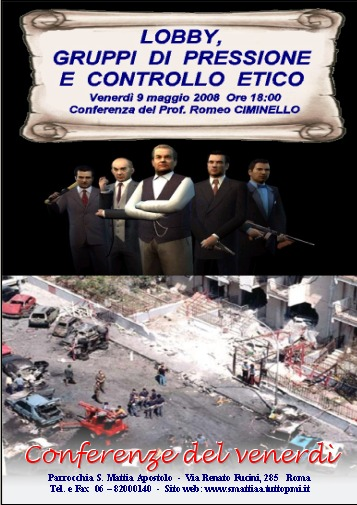 LOBBY,
GRUPPI DI PRESSIONE
E CONTROLLO ETICO
Venerdì 9 maggio 2008 Ore 18:00
Conferenza del Prof. Romeo CIMINELLO
Conferenze del venerdì
Parrocchia S. Mattia Apostolo - Via Renato Fucini, 285 Roma
Tel. e Fax 06 – 82000140 - Sito web: www.smattiaa.tuttopmi.it